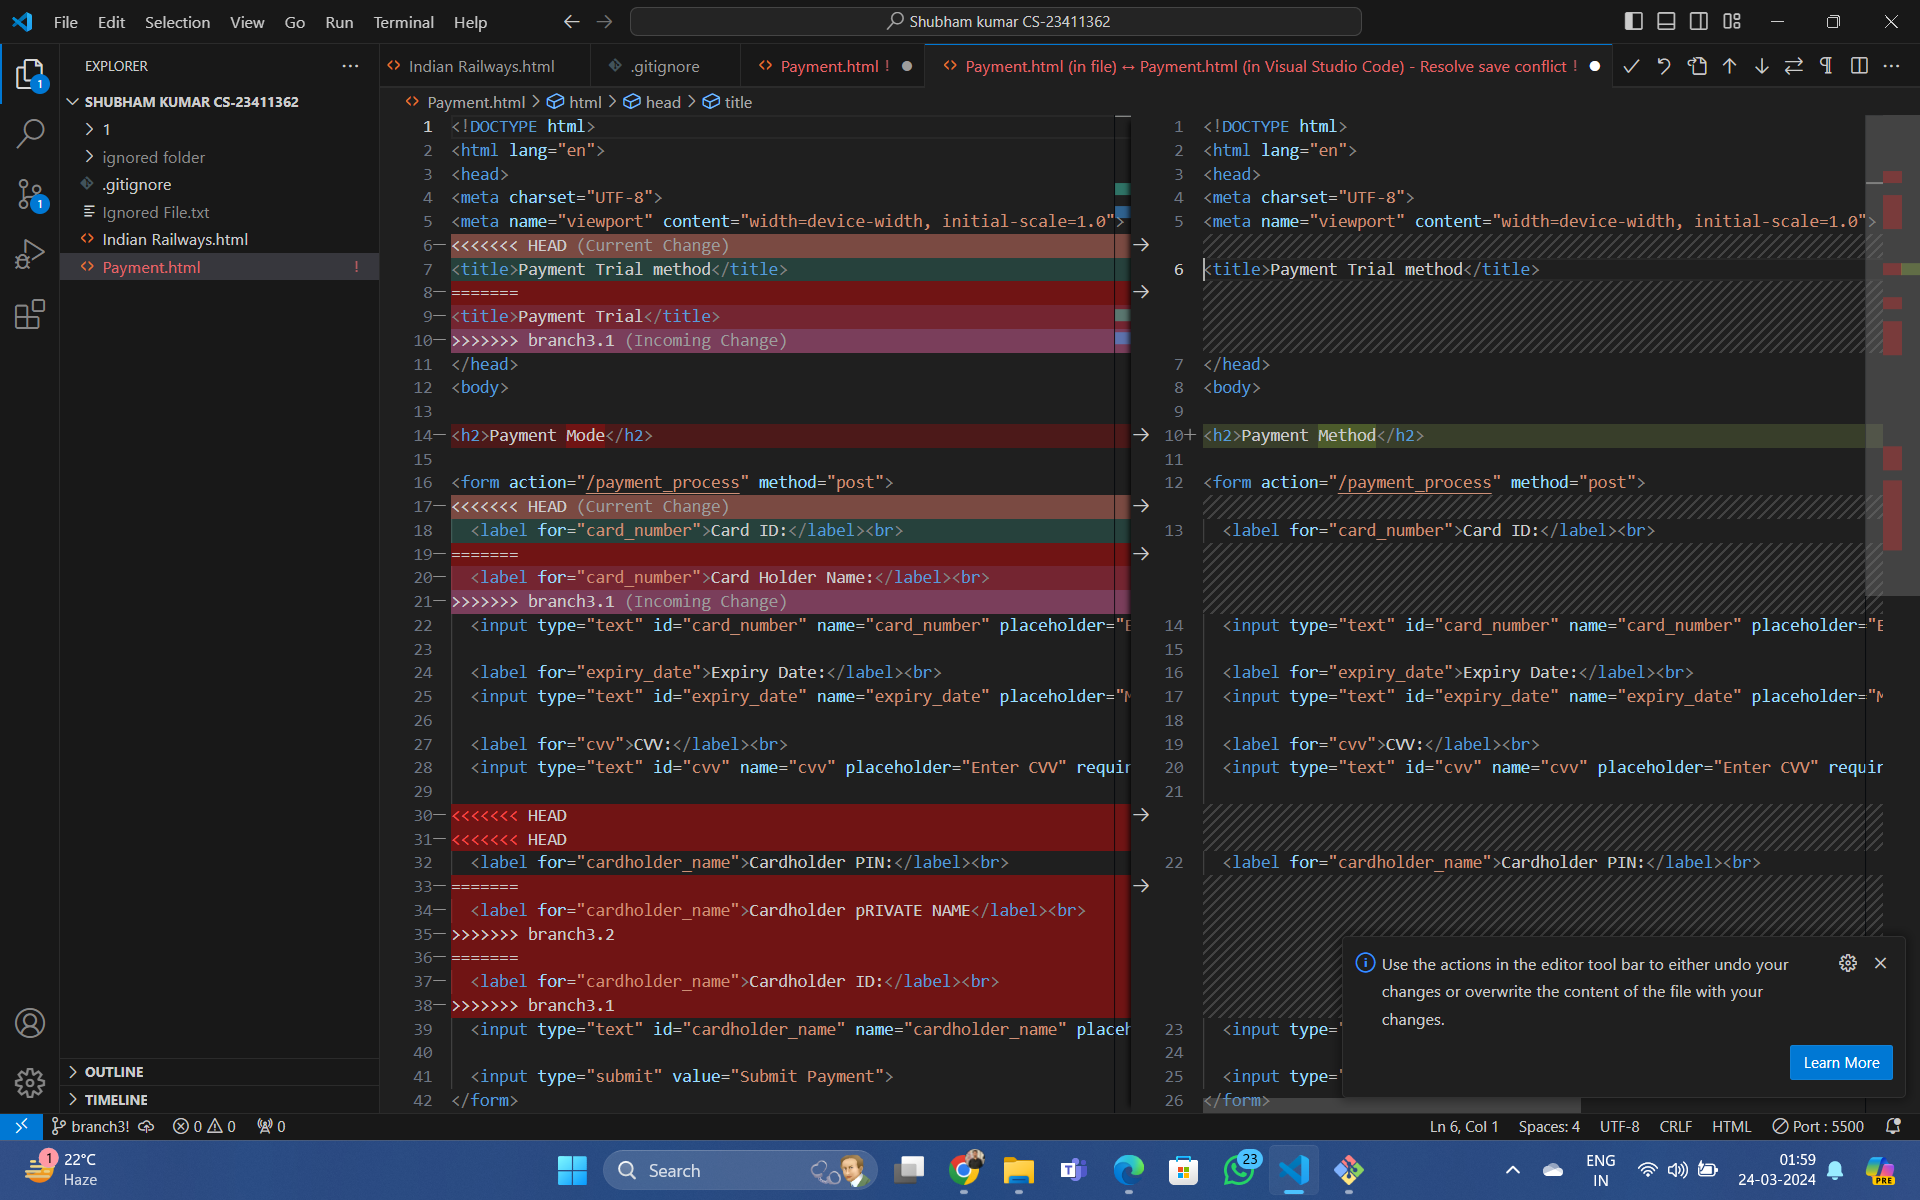 File Edit Selection View Go Run Terminal Help
Shubham kumar CS-23411362
EXPLORER
Indian Railways.html
.gitignore
Payment.html !
Payment.html (in file) ↔ Payment.html (in Visual Studio Code) - Resolve save conflict !
1
SHUBHAM KUMAR CS-23411362
1
ignored folder
.gitignore
Ignored File.txt
Indian Railways.html
Payment.html !
1
OUTLINE
TIMELINE
Payment.html > html > head > title
1 <!DOCTYPE html>
2 <html lang="en">
3 <head>
4 <meta charset="UTF-8">
5 <meta name="viewport" content="width=device-width, initial-scale=1.0">
6— <<<<<<< HEAD (Current Change)
7 <title>Payment Trial method</title>
8— =======
9— <title>Payment Trial</title>
10— >>>>>>> branch3.1 (Incoming Change)
11 </head>
12 <body>
13
14— <h2>Payment Mode</h2>
15
16 <form action="/payment_process" method="post">
17— <<<<<<< HEAD (Current Change)
18 <label for="card_number">Card ID:</label><br>
19— =======
20— <label for="card_number">Card Holder Name:</label><br>
21— >>>>>>> branch3.1 (Incoming Change)
22 <input type="text" id="card_number" name="card_number" placeholder="E
23
24 <label for="expiry_date">Expiry Date:</label><br>
25 <input type="text" id="expiry_date" name="expiry_date" placeholder="M
26
27 <label for="cvv">CVV:</label><br>
28 <input type="text" id="cvv" name="cvv" placeholder="Enter CVV" requir
29
30— <<<<<<< HEAD
31— <<<<<<< HEAD
32 <label for="cardholder_name">Cardholder PIN:</label><br>
33— =======
34— <label for="cardholder_name">Cardholder pRIVATE NAME</label><br>
35— >>>>>>> branch3.2
36— =======
37— <label for="cardholder_name">Cardholder ID:</label><br>
38— >>>>>>> branch3.1
39 <input type="text" id="cardholder_name" name="cardholder_name" placeh
40
41 <input type="submit" value="Submit Payment">
42 </form>
1 <!DOCTYPE html>
2 <html lang="en">
3 <head>
4 <meta charset="UTF-8">
5 <meta name="viewport" content="width=device-width, initial-scale=1.0">
6 <title>Payment Trial method</title>
7 </head>
8 <body>
9
10+ <h2>Payment Method</h2>
11
12 <form action="/payment_process" method="post">
13 <label for="card_number">Card ID:</label><br>
14 <input type="text" id="card_number" name="card_number" placeholder="E
15
16 <label for="expiry_date">Expiry Date:</label><br>
17 <input type="text" id="expiry_date" name="expiry_date" placeholder="M
18
19 <label for="cvv">CVV:</label><br>
20 <input type="text" id="cvv" name="cvv" placeholder="Enter CVV" requir
21
22 <label for="cardholder_name">Cardholder PIN:</label><br>
23 <input type="
24
25 <input type="
26 </form>
Use the actions in the editor tool bar to either undo your
changes or overwrite the content of the file with your
changes.
Learn More
branch3! 0 0 0
Ln 6, Col 1 Spaces: 4 UTF-8 CRLF HTML Port : 5500
1
22°C
Haze
Search
23
ENG
IN
01:59
24-03-2024
PRE